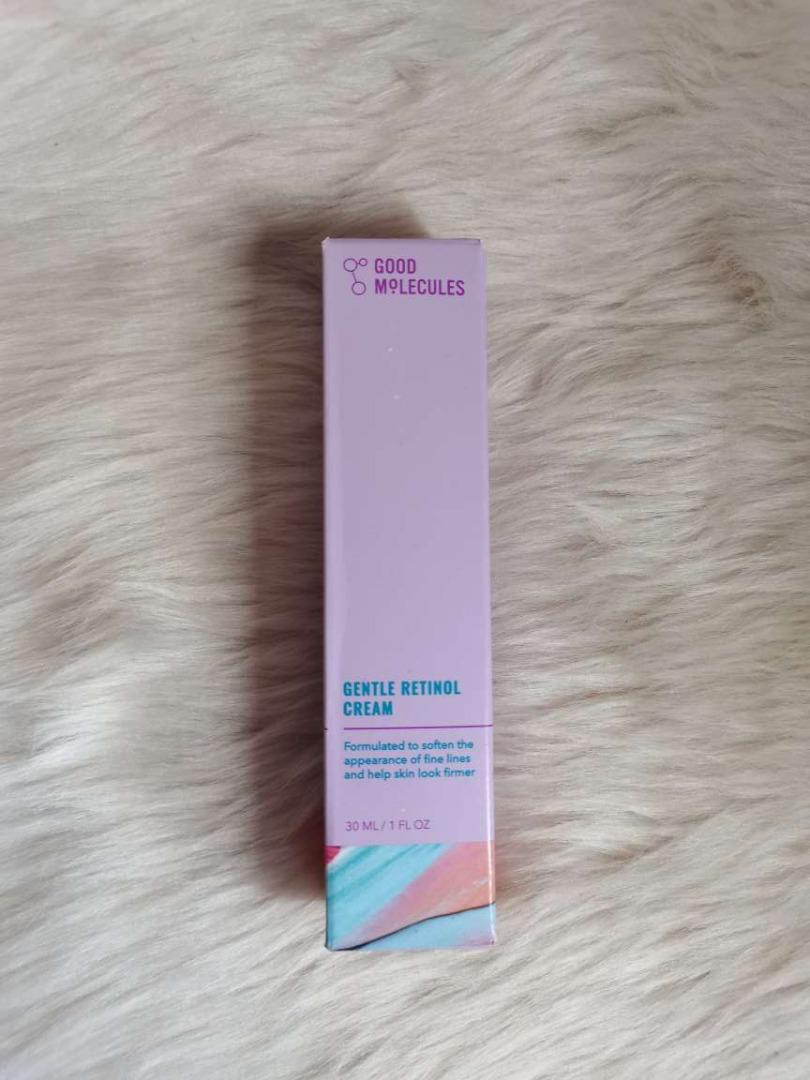 GOOD
MOLECULES
GENTLE RETINOL
CREAM
Formulated to soften the
appearance of fine lines
and help skin look firmer
30 ML / 1 FL OZ